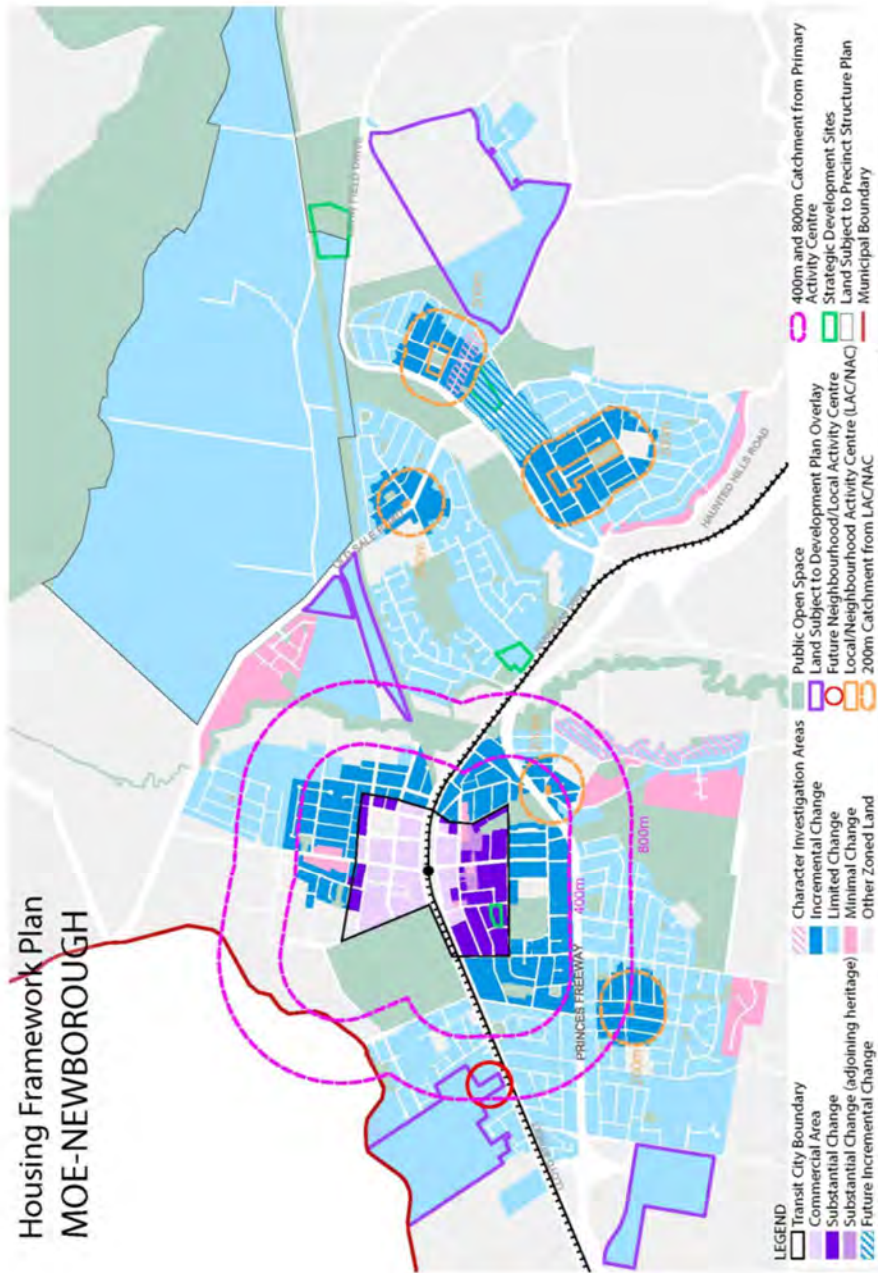 Housing Framework Plan
MOE-NEWBOROUGH
800m
400m
PRINCES FREEWAY
HAUNTED HILLS ROAD
LEGEND
Transit City Boundary
Commercial Area
Substantial Change
Substantial Change (adjoining heritage)
Future Incremental Change
Character Investigation Areas
Incremental Change
Limited Change
Minimal Change
Other Zoned Land
Public Open Space
Land Subject to Development Plan Overlay
Future Neighbourhood/Local Activity Centre
Local/Neighbourhood Activity Centre (LAC/NAC)
200m Catchment from LAC/NAC
400m and 800m Catchment from Primary
Activity Centre
Strategic Development Sites
Land Subject to Precinct Structure Plan
Municipal Boundary